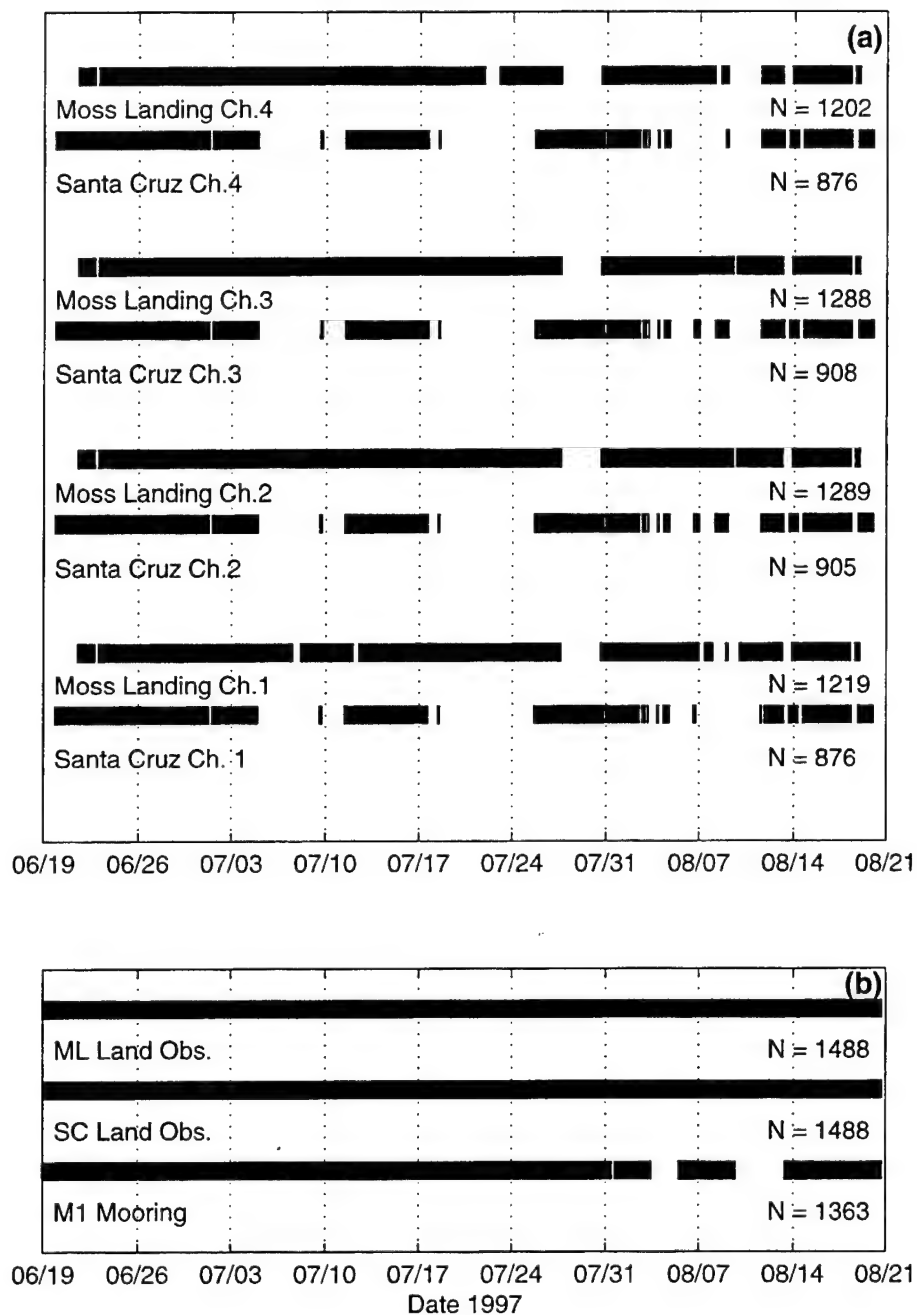 (a)
Moss Landing Ch.4 N = 1202
Santa Cruz Ch.4 N = 876
Moss Landing Ch.3 N = 1288
Santa Cruz Ch.3 N = 908
Moss Landing Ch.2 N = 1289
Santa Cruz Ch.2 N = 905
Moss Landing Ch.1 N = 1219
Santa Cruz Ch. 1 N = 876
06/19 06/26 07/03 07/10 07/17 07/24 07/31 08/07 08/14 08/21
(b)
ML Land Obs. N = 1488
SC Land Obs. N = 1488
M1 Mooring N = 1363
06/19 06/26 07/03 07/10 07/17 07/24 07/31 08/07 08/14 08/21
Date 1997